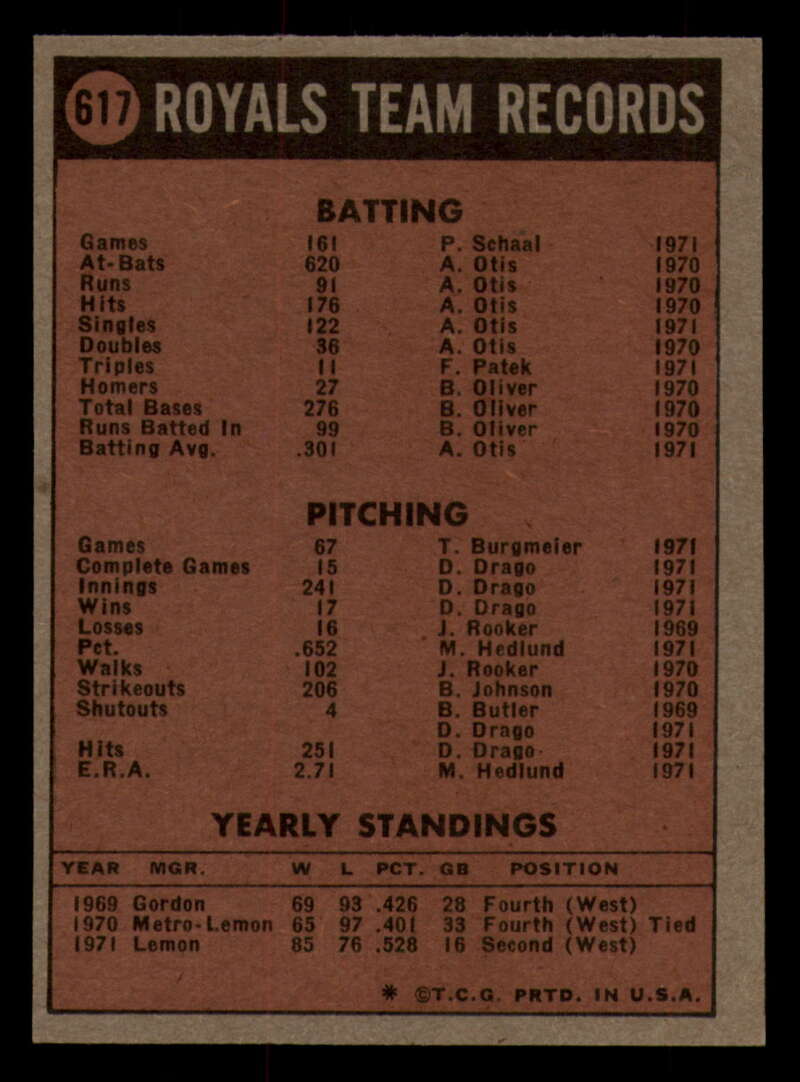 617 ROYALS TEAM RECORDS
BATTING
Games 161 P. Schaal 1971
At-Bats 620 A. Otis 1970
Runs 91 A. Otis 1970
Hits 176 A. Otis 1970
Singles 122 A. Otis 1971
Doubles 36 A. Otis 1970
Triples 11 F. Patek 1971
Homers 27 B. Oliver 1970
Total Bases 276 B. Oliver 1970
Runs Batted In 99 B. Oliver 1970
Batting Avg. .301 A. Otis 1971
PITCHING
Games 67 T. Burgmeier 1971
Complete Games 15 D. Drago 1971
Innings 241 D. Drago 1971
Wins 17 D. Drago 1971
Losses 16 J. Rooker 1969
Pct. .652 M. Hedlund 1971
Walks 102 J. Rooker 1970
Strikeouts 206 B. Johnson 1970
Shutouts 4 B. Butler 1969
D. Drago 1971
Hits 251 D. Drago 1971
E.R.A. 2.71 M. Hedlund 1971
YEARLY STANDINGS
YEAR MGR. W L PCT. GB POSITION
1969 Gordon 69 93 .426 28 Fourth (West)
1970 Metro-Lemon 65 97 .401 33 Fourth (West) Tied
1971 Lemon 85 76 .528 16 Second (West)
* ©T.C.G. PRTD. IN U.S.A.